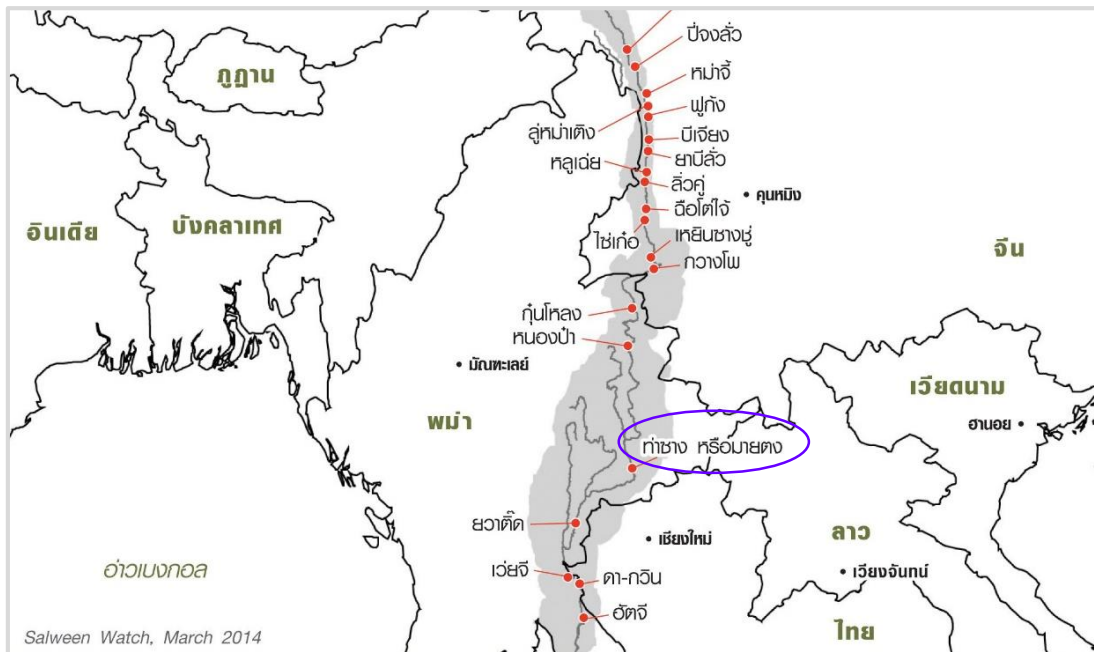 ปี่จงลั่ว
ภูฏาน
หม่าจี้
ฟูกัง
ลู่หม่าเติง
บีเจียง
ยาบีลั่ว
หลูเฉ่ย
ลิ่วคู่
คุนหมิง
ฉือโต่ไจ้
บังคลาเทศ
อินเดีย
ไซ่เก๋อ
เหยินซางชู่
จีน
กวางโพ
กุ๋นโหลง
หนองป๋า
มัณฑะเลย์
เวียดนาม
พม่า
ฮานอย
ท่าซาง หรือมายตง
ยวาติ๊ด
เชียงใหม่
ลาว
อ่าวเบงกอล
เว่ยจี
ดา-กวิน
เวียงจันทน์
ฮัตจี
ไทย
Salween Watch, March 2014